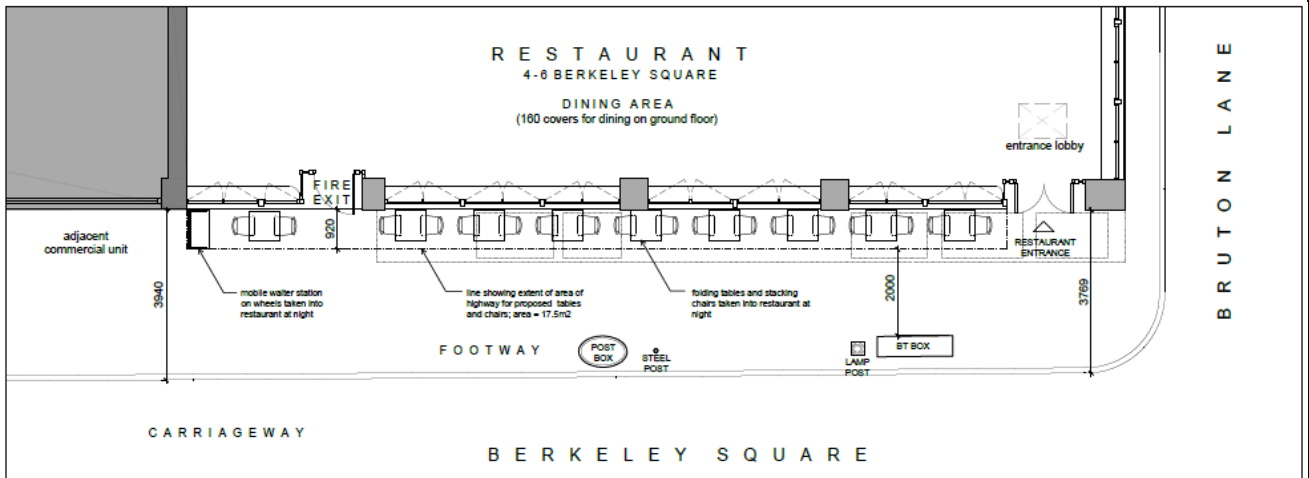 RESTAURANT
4-6 BERKELEY SQUARE
DINING AREA
(160 covers for dining on ground floor)
entrance lobby
BRUTON LANE
FIRE
EXIT
920
adjacent
commercial unit
RESTAURANT
ENTRANCE
3940
mobile waiter station
on wheels taken into
restaurant at night
line showing extent of area of
highway for proposed tables
and chairs; area = 17.5m2
folding tables and stacking
chairs taken into restaurant at
night
2000
3769
FOOTWAY
POST
BOX
STEEL
POST
LAMP
POST
BT BOX
CARRIAGEWAY
BERKELEY SQUARE